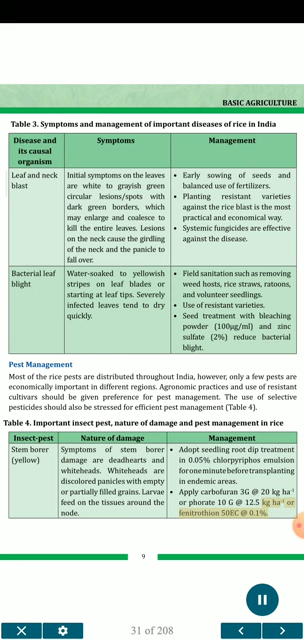 BASIC AGRICULTURE
Table 3. Symptoms and management of important diseases of rice in India
Disease and its causal organism
Symptoms
Management
Leaf and neck blast
Initial symptoms on the leaves
are white to grayish green
circular lesions/spots with
dark green borders, which
may enlarge and coalesce to
kill the entire leaves. Lesions
on the neck cause the girdling
of the neck and the panicle to
fall over.
• Early sowing of seeds and
balanced use of fertilizers.
• Planting resistant varieties
against the rice blast is the most
practical and economical way.
• Systemic fungicides are effective
against the disease.
Bacterial leaf blight
Water-soaked to yellowish
stripes on leaf blades or
starting at leaf tips. Severely
infected leaves tend to dry
quickly.
• Field sanitation such as removing
weed hosts, rice straws, ratoons,
and volunteer seedlings.
• Use of resistant varieties.
• Seed treatment with bleaching
powder (100µg/ml) and zinc
sulfate (2%) reduce bacterial
blight.
Pest Management
Most of the rice pests are distributed throughout India, however, only a few pests are
economically important in different regions. Agronomic practices and use of resistant
cultivars should be given preference for pest management. The use of selective
pesticides should also be stressed for efficient pest management (Table 4).
Table 4. Important insect pest, nature of damage and pest management in rice
Insect-pest
Nature of damage
Management
Stem borer (yellow)
Symptoms of stem borer
damage are deadhearts and
whiteheads. Whiteheads are
discolored panicles with empty
or partially filled grains. Larvae
feed on the tissues around the
node.
• Adopt seedling root dip treatment
in 0.05% chlorpyriphos emulsion
for one minute before transplanting
in endemic areas.
• Apply carbofuran 3G @ 20 kg ha⁻¹
or phorate 10 G @ 12.5 kg ha⁻¹ or
fenitrothion 50EC @ 0.1%.
9
31 of 208